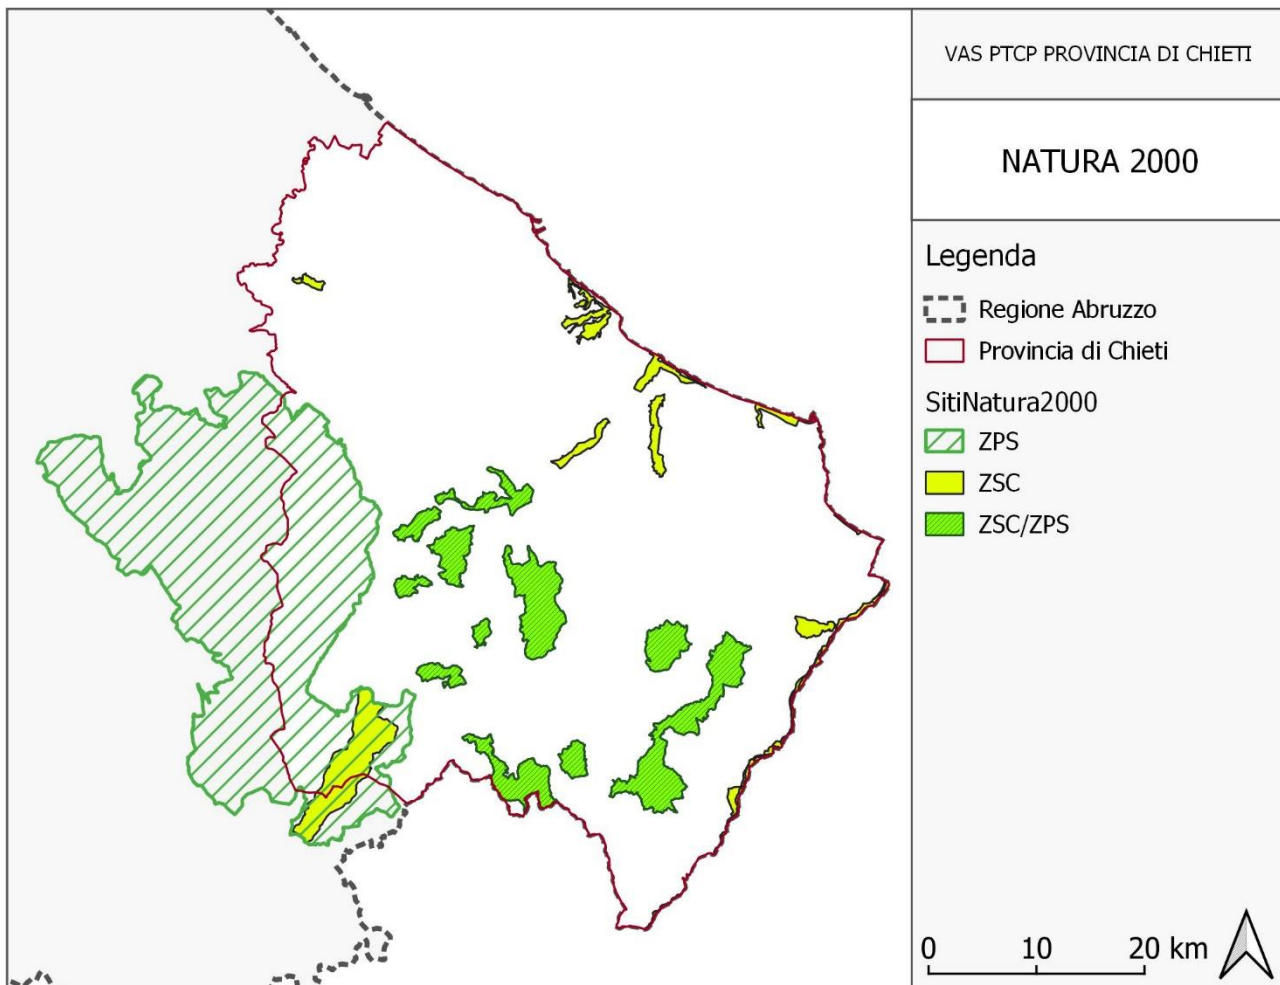 VAS PTCP PROVINCIA DI CHIETI
NATURA 2000
Legenda
Regione Abruzzo
Provincia di Chieti
SitiNatura2000
ZPS
ZSC
ZSC/ZPS
0 10 20 km